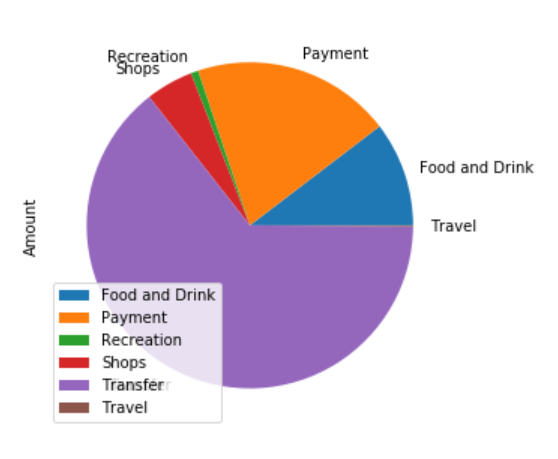 Recreation
Payment
Shops
Food and Drink
Travel
Amount
Food and Drink
Payment
Recreation
Shops
Transfer
Travel